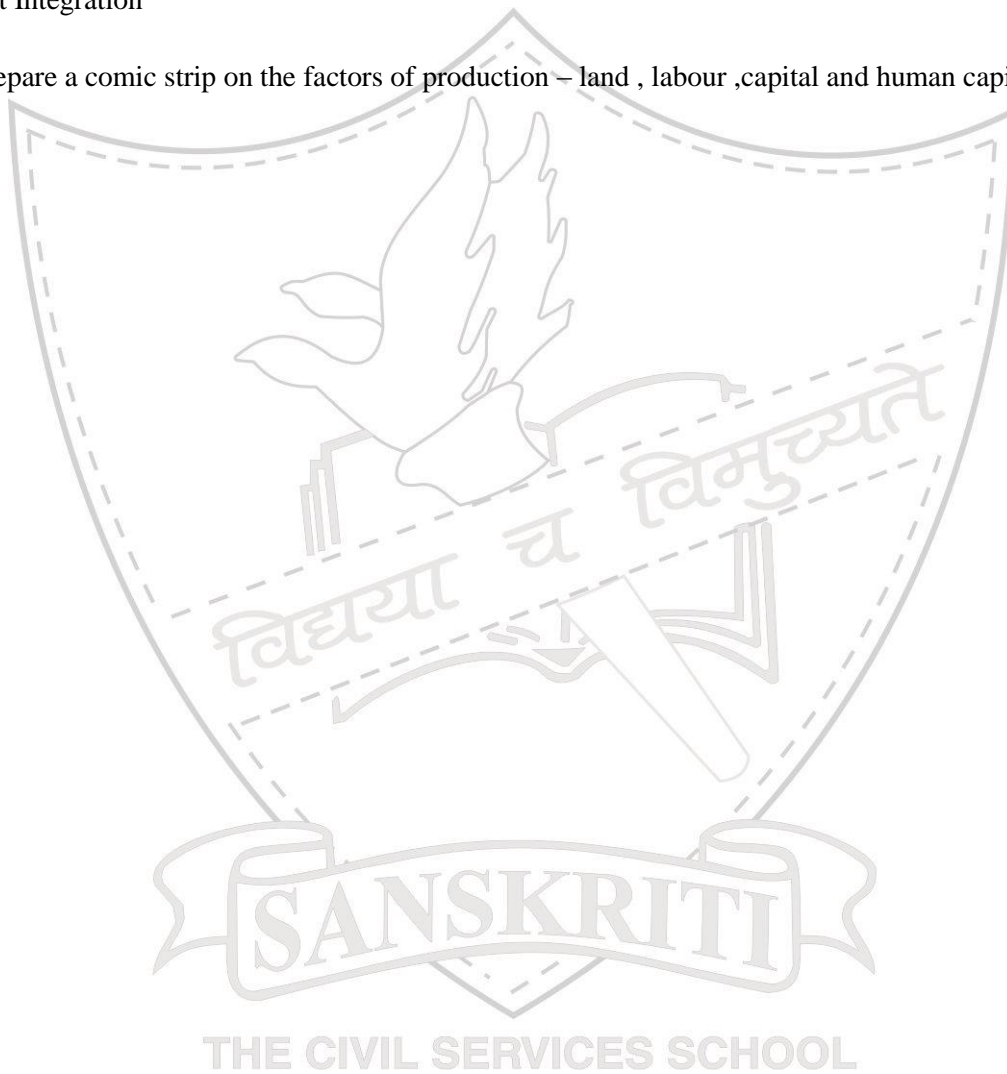 t Integration
epare a comic strip on the factors of production – land , labour ,capital and human capi
विद्यया च विमुच्यते
SANSKRITI
THE CIVIL SERVICES SCHOOL